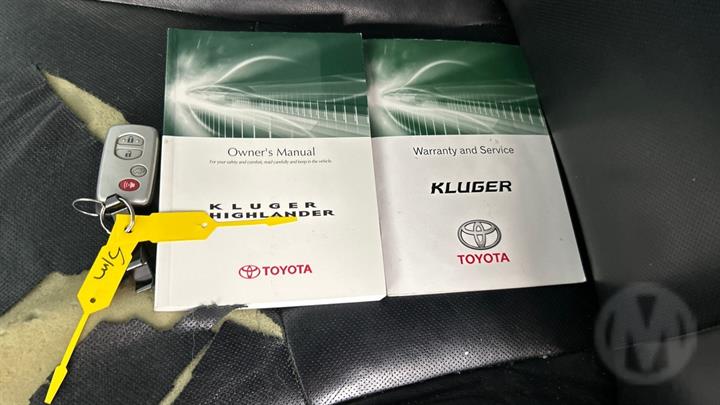 Owner's Manual
For your safety and comfort, read carefully and keep in the vehicle.
KLUGER
HIGHLANDER
TOYOTA
Warranty and Service
KLUGER
TOYOTA
M